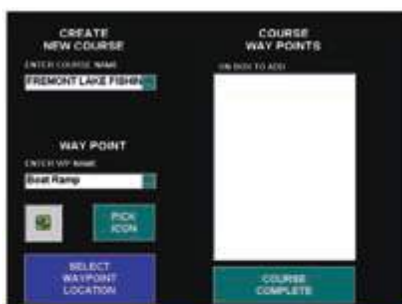 CREATE
NEW COURSE
ENTER COURSE NAME
FREMONT LAKE FISHIN
WAY POINT
ENTER WP NAME
Boat Ramp
PICK
ICON
SELECT
WAYPOINT
LOCATION
COURSE
WAY POINTS
ON BOX TO ADD
COURSE
COMPLETE